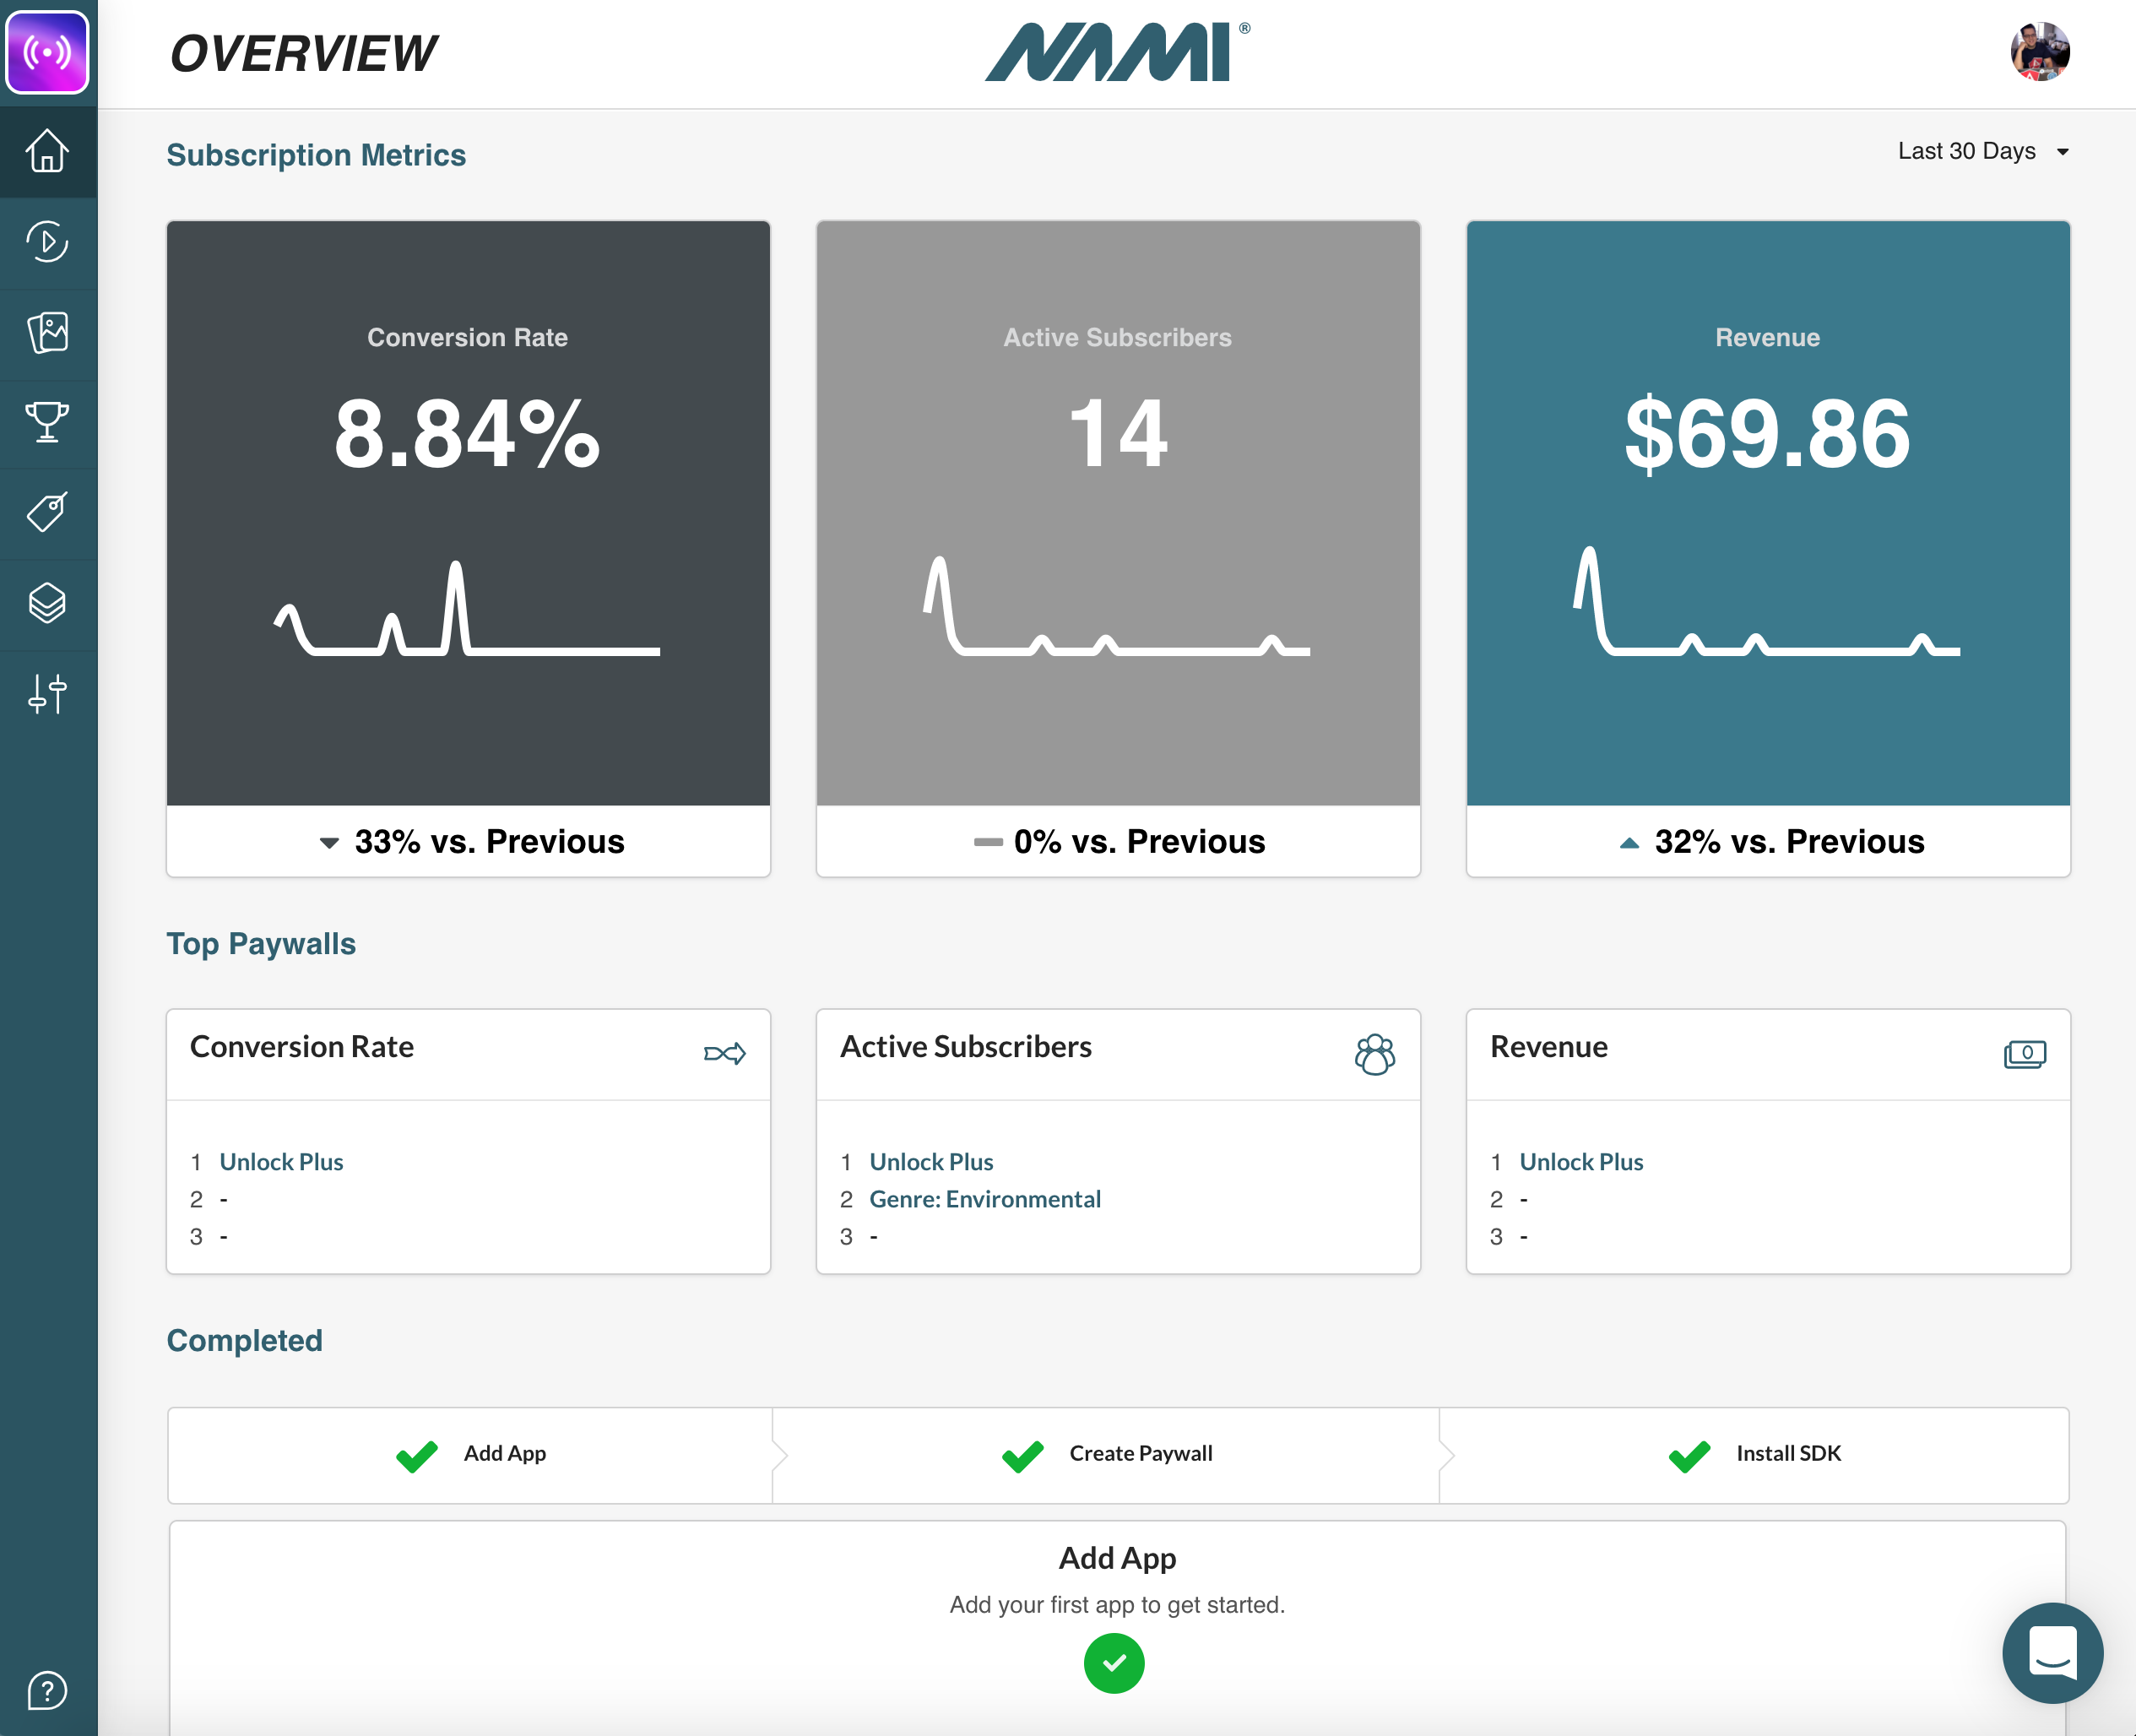 OVERVIEW
NAMI®
Subscription Metrics
Last 30 Days
Conversion Rate
8.84%
33% vs. Previous
Active Subscribers
14
0% vs. Previous
Revenue
$69.86
32% vs. Previous
Top Paywalls
Conversion Rate
1 Unlock Plus
2 -
3 -
Active Subscribers
1 Unlock Plus
2 Genre: Environmental
3 -
Revenue
1 Unlock Plus
2 -
3 -
Completed
Add App
Create Paywall
Install SDK
Add App
Add your first app to get started.